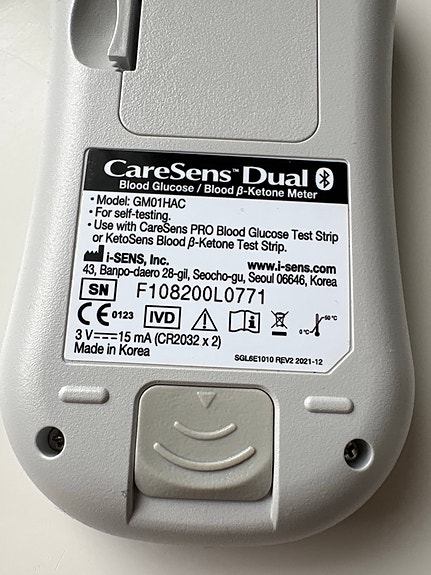 CareSens™ Dual
Blood Glucose / Blood β-Ketone Meter
• Model: GM01HAC
• For self-testing.
• Use with CareSens PRO Blood Glucose Test Strip
or KetoSens Blood β-Ketone Test Strip.
i-SENS, Inc. www.i-sens.com
43, Banpo-daero 28-gil, Seocho-gu, Seoul 06646, Korea
SN F108200L0771
CE 0123 IVD i 0 °C 50 °C
3 V⎓15 mA (CR2032 x 2)
Made in Korea
SGL6E1010 REV2 2021-12